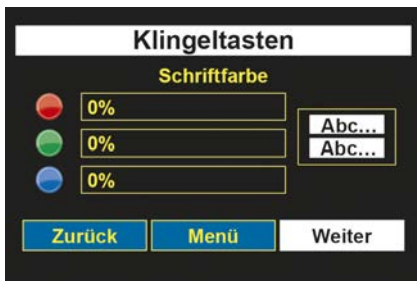 Klingeltasten
Schriftfarbe
0%
Abc...
0%
Abc...
0%
Zurück Menü Weiter